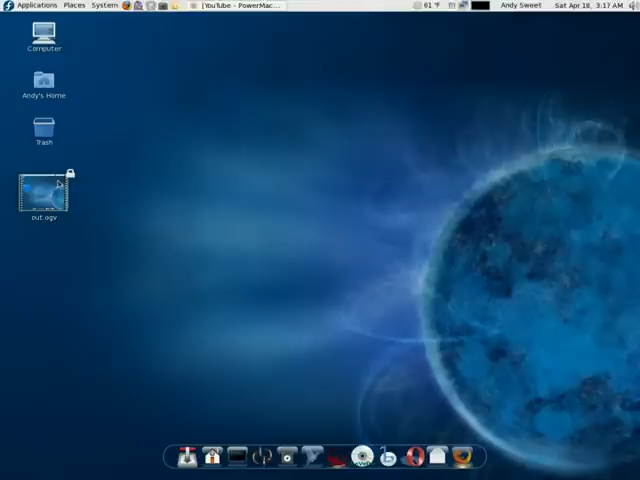 Applications Places System [YouTube - PowerMac... 61 °F Andy Sweet Sat Apr 18, 3:17 AM
Computer
Andy's Home
Trash
out.ogv